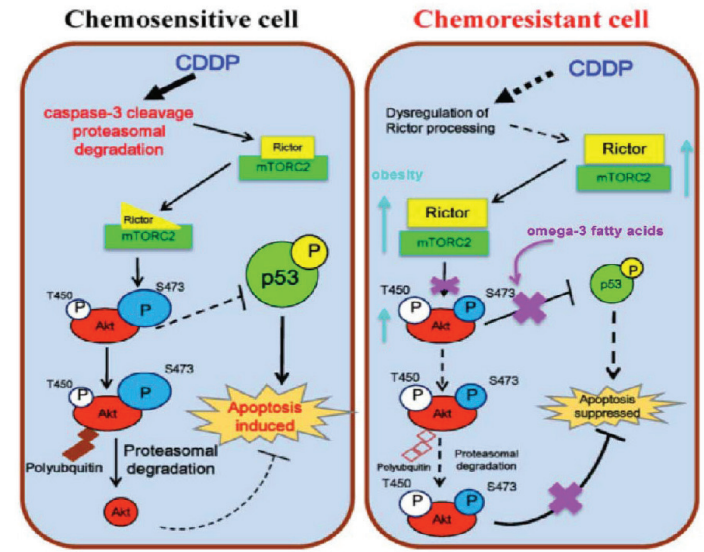 Chemosensitive cell
CDDP
caspase-3 cleavage
proteasomal
degradation
Rictor
mTORC2
Rictor
mTORC2
P
p53
T450
S473
P
P
Akt
T450
S473
P
P
Akt
Apoptosis
induced
Polyubquitin
Proteasomal
degradation
Akt
Chemoresistant cell
CDDP
Dysregulation of
Rictor processing
Rictor
mTORC2
obesity
Rictor
mTORC2
omega-3 fatty acids
P
p53
T450
S473
P
P
Akt
T450
S473
P
P
Akt
Apoptosis
suppressed
Polyubquitin
Proteasomal
degradation
T450
S473
P
P
Akt